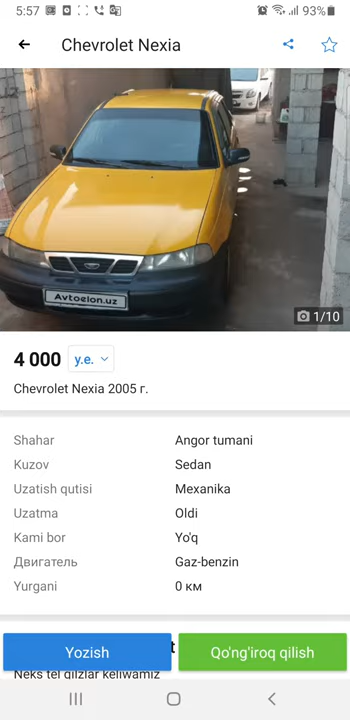 5:57
93%
Chevrolet Nexia
Avtoelon.uz
1/10
4 000 y.e.
Chevrolet Nexia 2005 г.
Shahar Angor tumani
Kuzov Sedan
Uzatish qutisi Mexanika
Uzatma Oldi
Kami bor Yo'q
Двигатель Gaz-benzin
Yurgani 0 км
Yozish
Qo'ng'iroq qilish
Neks tel qilzlar keliwamiz